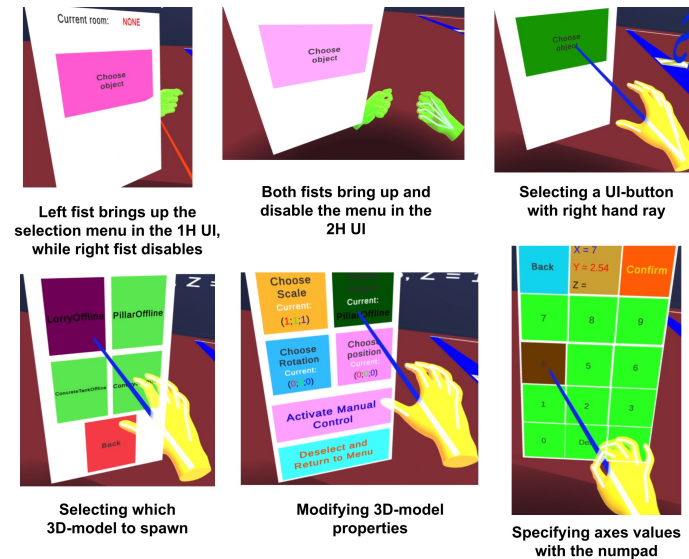 Current room: NONE
Choose
object
Left fist brings up the
selection menu in the 1H UI,
while right fist disables
Choose
object
Both fists bring up and
disable the menu in the
2H UI
Choose
object
Selecting a UI-button
with right hand ray
LorryOffline
PillarOffline
ConcreteTankOffline
Back
Selecting which
3D-model to spawn
Choose
Scale
Current:
(1;1;1)
Current:
PillarOffline
Choose
Rotation
Current:
(0; ;0)
Choose
position
Current:
(0;0;0)
Activate Manual
Control
Deselect and
Return to Menu
Modifying 3D-model
properties
Back
X = 7
Y = 2.54
Z =
Confirm
7 8 9
5 6
1 2 3
0
Specifying axes values
with the numpad